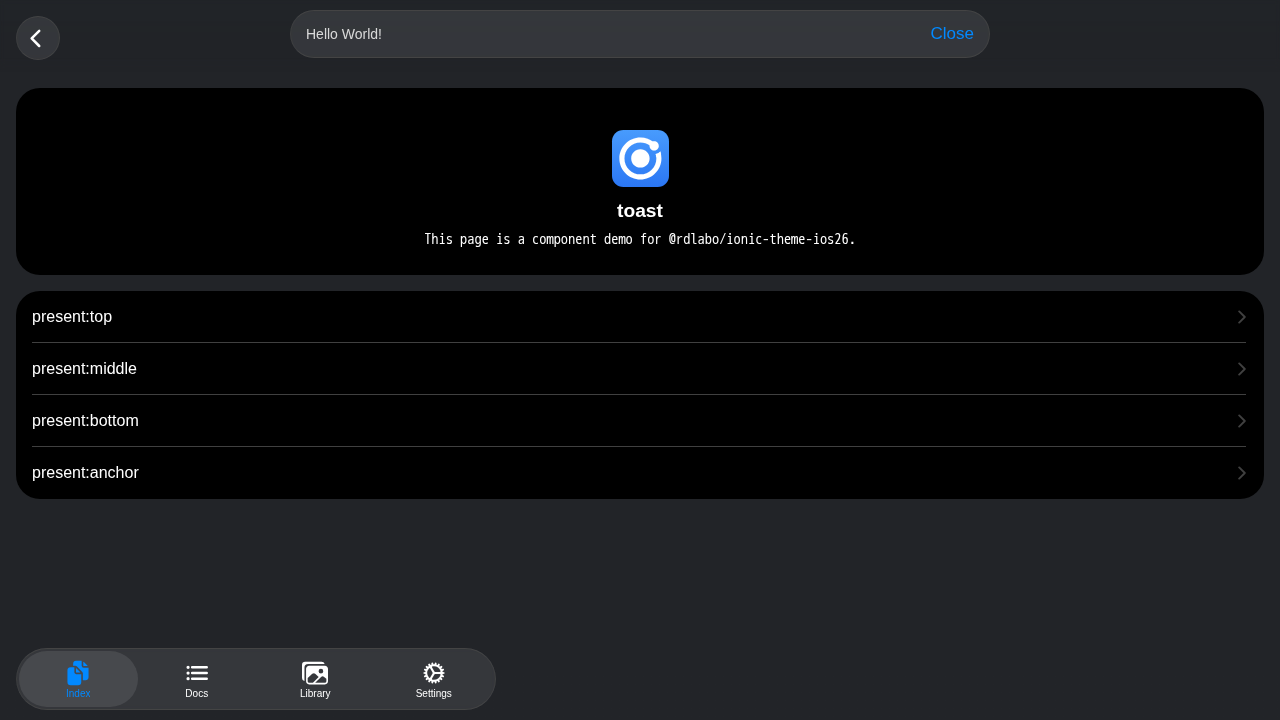 Hello World!
Close
toast
This page is a component demo for @rdlabo/ionic-theme-ios26.
present:top
present:middle
present:bottom
present:anchor
Index
Docs
Library
Settings